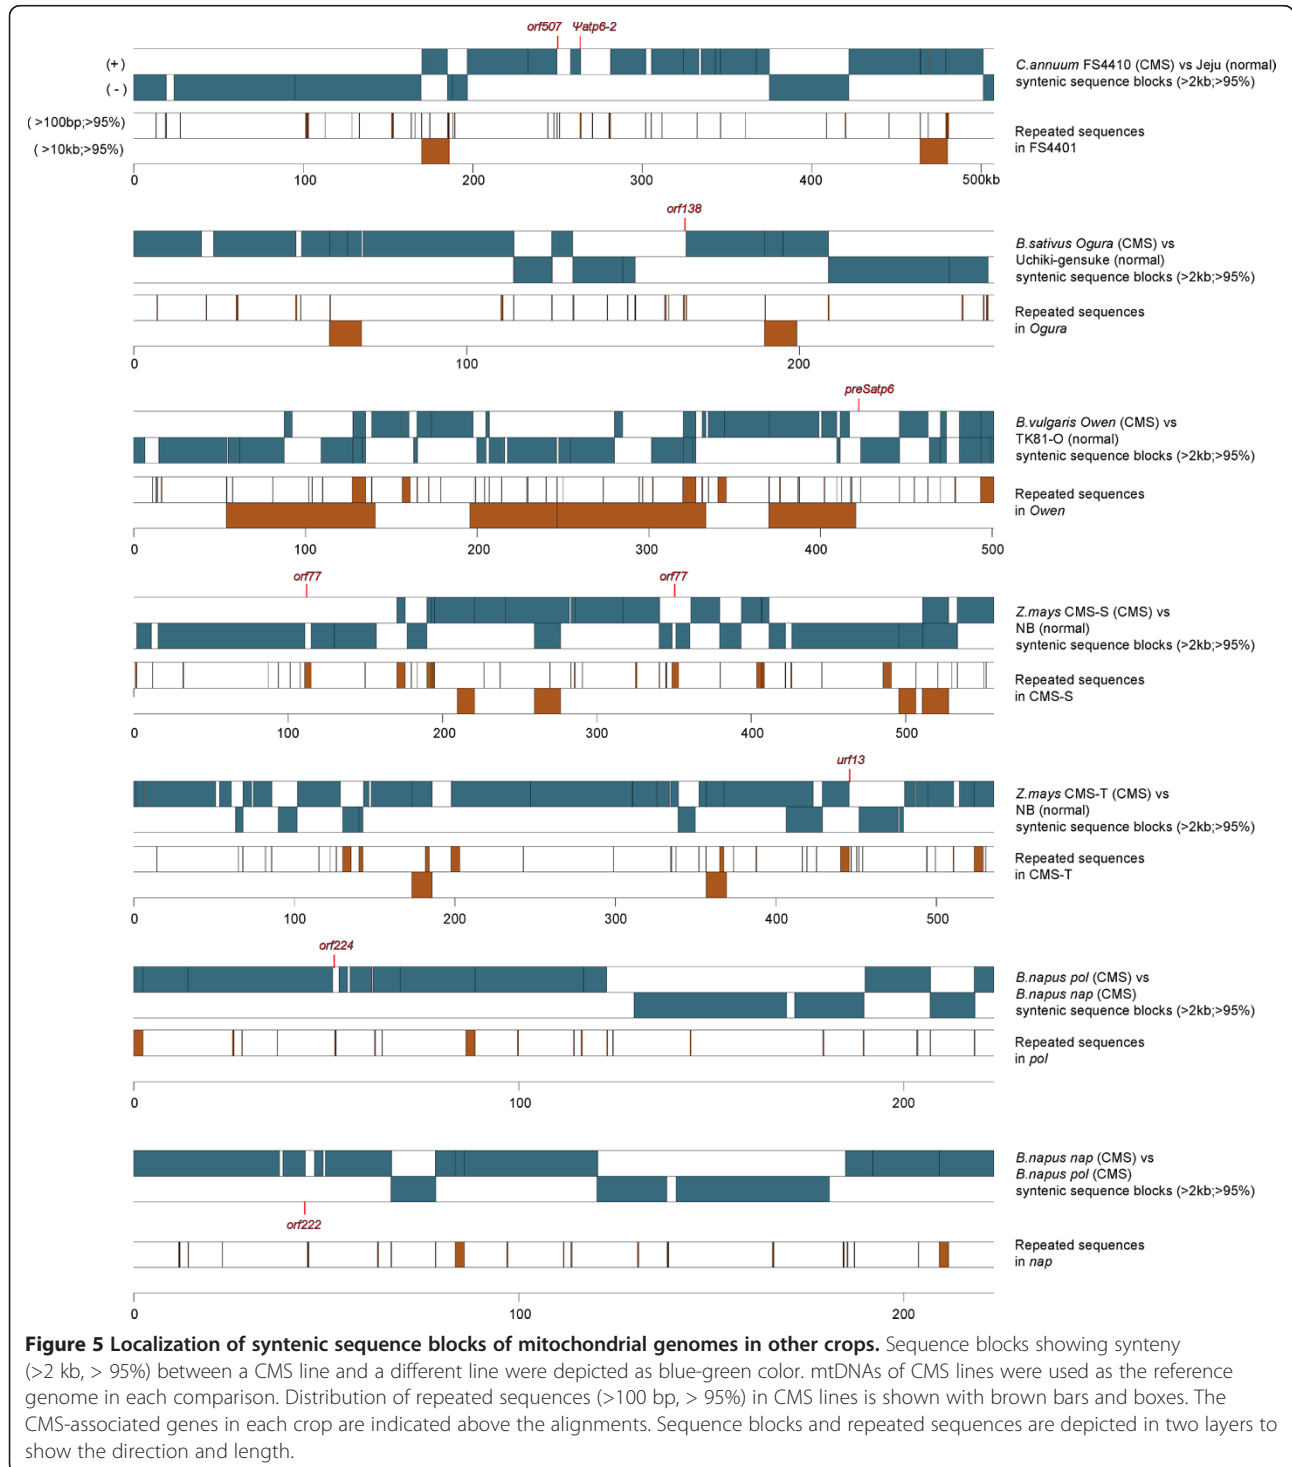 orf507 Ψatp6-2
(+)
(-)
C.annuum FS4410 (CMS) vs Jeju (normal)
syntenic sequence blocks (>2kb;>95%)
(>100bp;>95%)
(>10kb;>95%)
Repeated sequences
in FS4401
0 100 200 300 400 500kb
orf138
B.sativus Ogura (CMS) vs
Uchiki-gensuke (normal)
syntenic sequence blocks (>2kb;>95%)
Repeated sequences
in Ogura
0 100 200
preSatp6
B.vulgaris Owen (CMS) vs
TK81-O (normal)
syntenic sequence blocks (>2kb;>95%)
Repeated sequences
in Owen
0 100 200 300 400 500
orf77 orf77
Z.mays CMS-S (CMS) vs
NB (normal)
syntenic sequence blocks (>2kb;>95%)
Repeated sequences
in CMS-S
0 100 200 300 400 500
urf13
Z.mays CMS-T (CMS) vs
NB (normal)
syntenic sequence blocks (>2kb;>95%)
Repeated sequences
in CMS-T
0 100 200 300 400 500
orf224
B.napus pol (CMS) vs
B.napus nap (CMS)
syntenic sequence blocks (>2kb;>95%)
Repeated sequences
in pol
0 100 200
B.napus nap (CMS) vs
B.napus pol (CMS)
syntenic sequence blocks (>2kb;>95%)
orf222
Repeated sequences
in nap
0 100 200
Figure 5 Localization of syntenic sequence blocks of mitochondrial genomes in other crops. Sequence blocks showing synteny
(>2 kb, > 95%) between a CMS line and a different line were depicted as blue-green color. mtDNAs of CMS lines were used as the reference
genome in each comparison. Distribution of repeated sequences (>100 bp, > 95%) in CMS lines is shown with brown bars and boxes. The
CMS-associated genes in each crop are indicated above the alignments. Sequence blocks and repeated sequences are depicted in two layers to
show the direction and length.